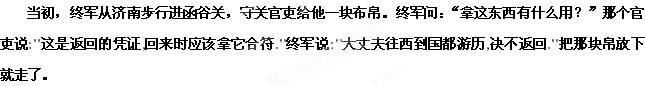 当初，终军从济南步行进函谷关，守关官吏给他一块布帛。终军问：“拿这东西有什么用？”那个官
吏说："这是返回的凭证,回来时应该拿它合符."终军说："大丈夫往西到国都游历,决不返回."把那块帛放下
就走了。